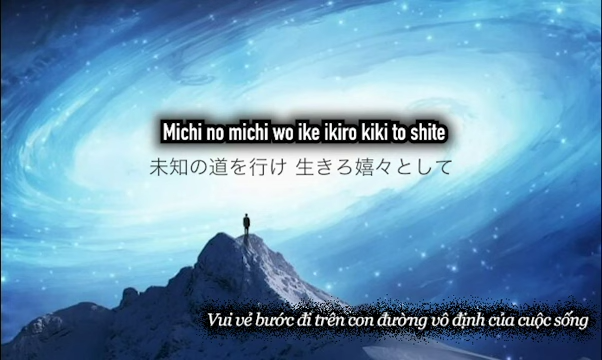 Michi no michi wo ike ikiro kiki to shite
未知の道を行け 生きろ嬉々として
Vui vẻ bước đi trên con đường vô định của cuộc sống